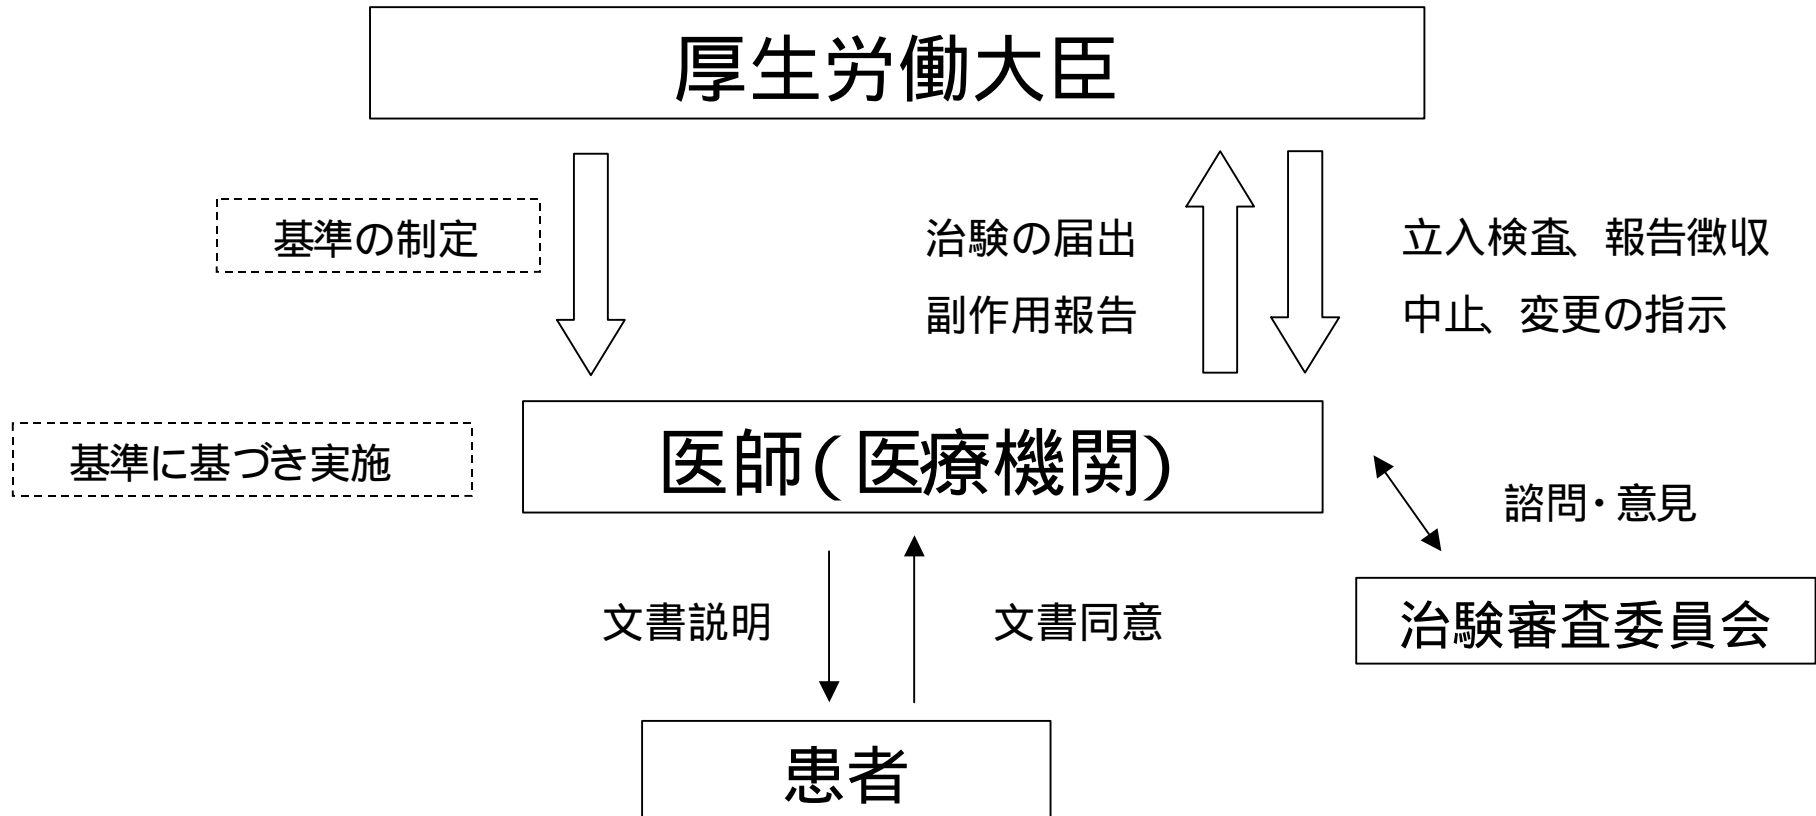 厚生労働大臣
基準の制定
治験の届出
副作用報告
立入検査、報告徴収
中止、変更の指示
基準に基づき実施
医師(医療機関)
諮問・意見
文書説明
文書同意
治験審査委員会
患者